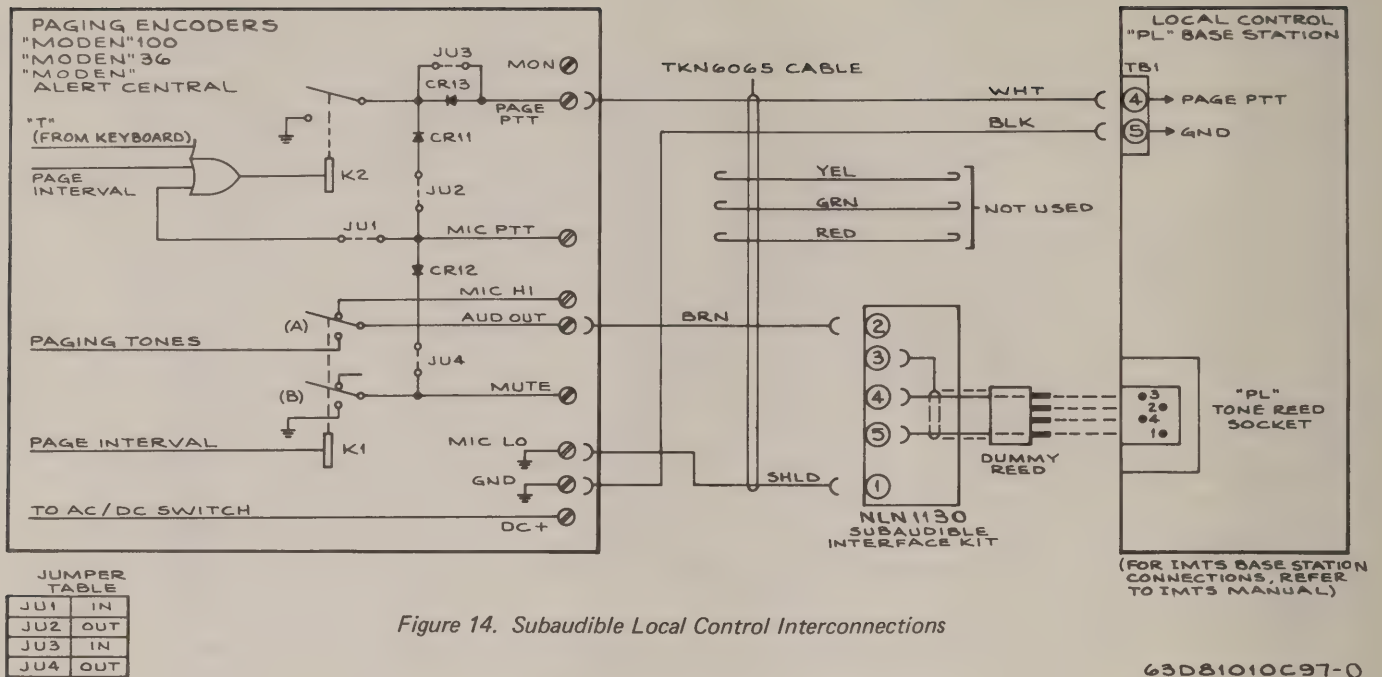 PAGING ENCODERS
"MODEN" 100
"MODEN" 36
"MODEN"
ALERT CENTRAL
"T"
(FROM KEYBOARD)
PAGE
INTERVAL
K2
JU3
CR13
MON
PAGE
PTT
CR11
JU2
JU1
MIC PTT
CR12
MIC HI
(A)
AUD OUT
PAGING TONES
JU4
(B)
MUTE
PAGE INTERVAL
K1
MIC LO
GND
TO AC/DC SWITCH
DC+
TKN6065 CABLE
WHT
BLK
YEL
GRN
RED
NOT USED
BRN
SHLD
2
3
4
5
1
NLN1130
SUBAUDIBLE
INTERFACE KIT
DUMMY
REED
LOCAL CONTROL
"PL" BASE STATION
TB1
4 PAGE PTT
5 GND
3
2
4
1
"PL"
TONE REED
SOCKET
(FOR IMTS BASE STATION
CONNECTIONS, REFER
TO IMTS MANUAL)
JUMPER
TABLE
JU1 IN
JU2 OUT
JU3 IN
JU4 OUT
Figure 14. Subaudible Local Control Interconnections
63D81010C97-O